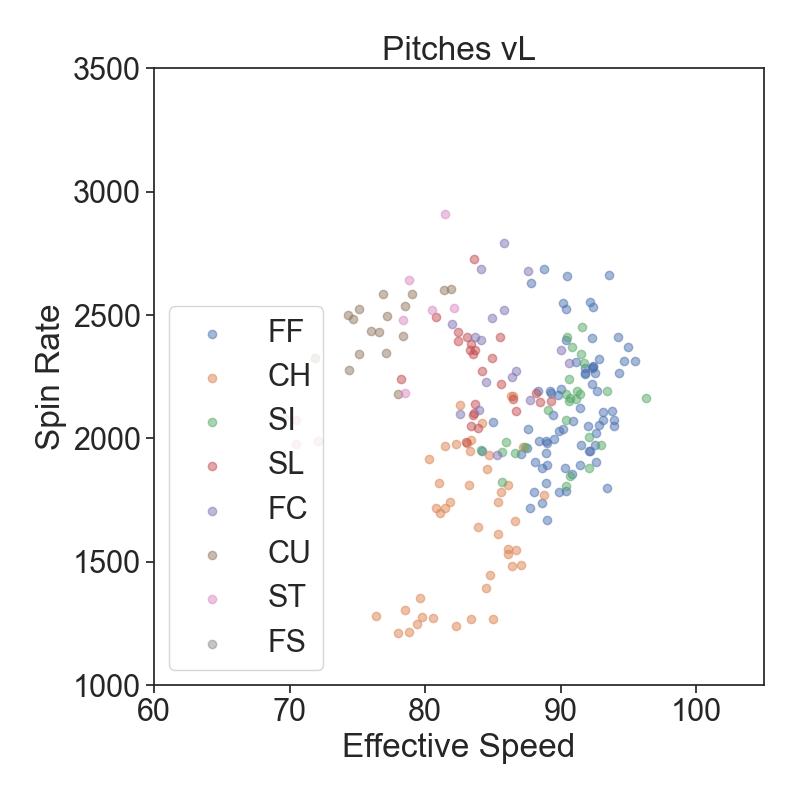 Pitches vL
3500
3000
2500
2000
1500
1000
Spin Rate
FF
CH
SI
SL
FC
CU
ST
FS
60 70 80 90 100
Effective Speed